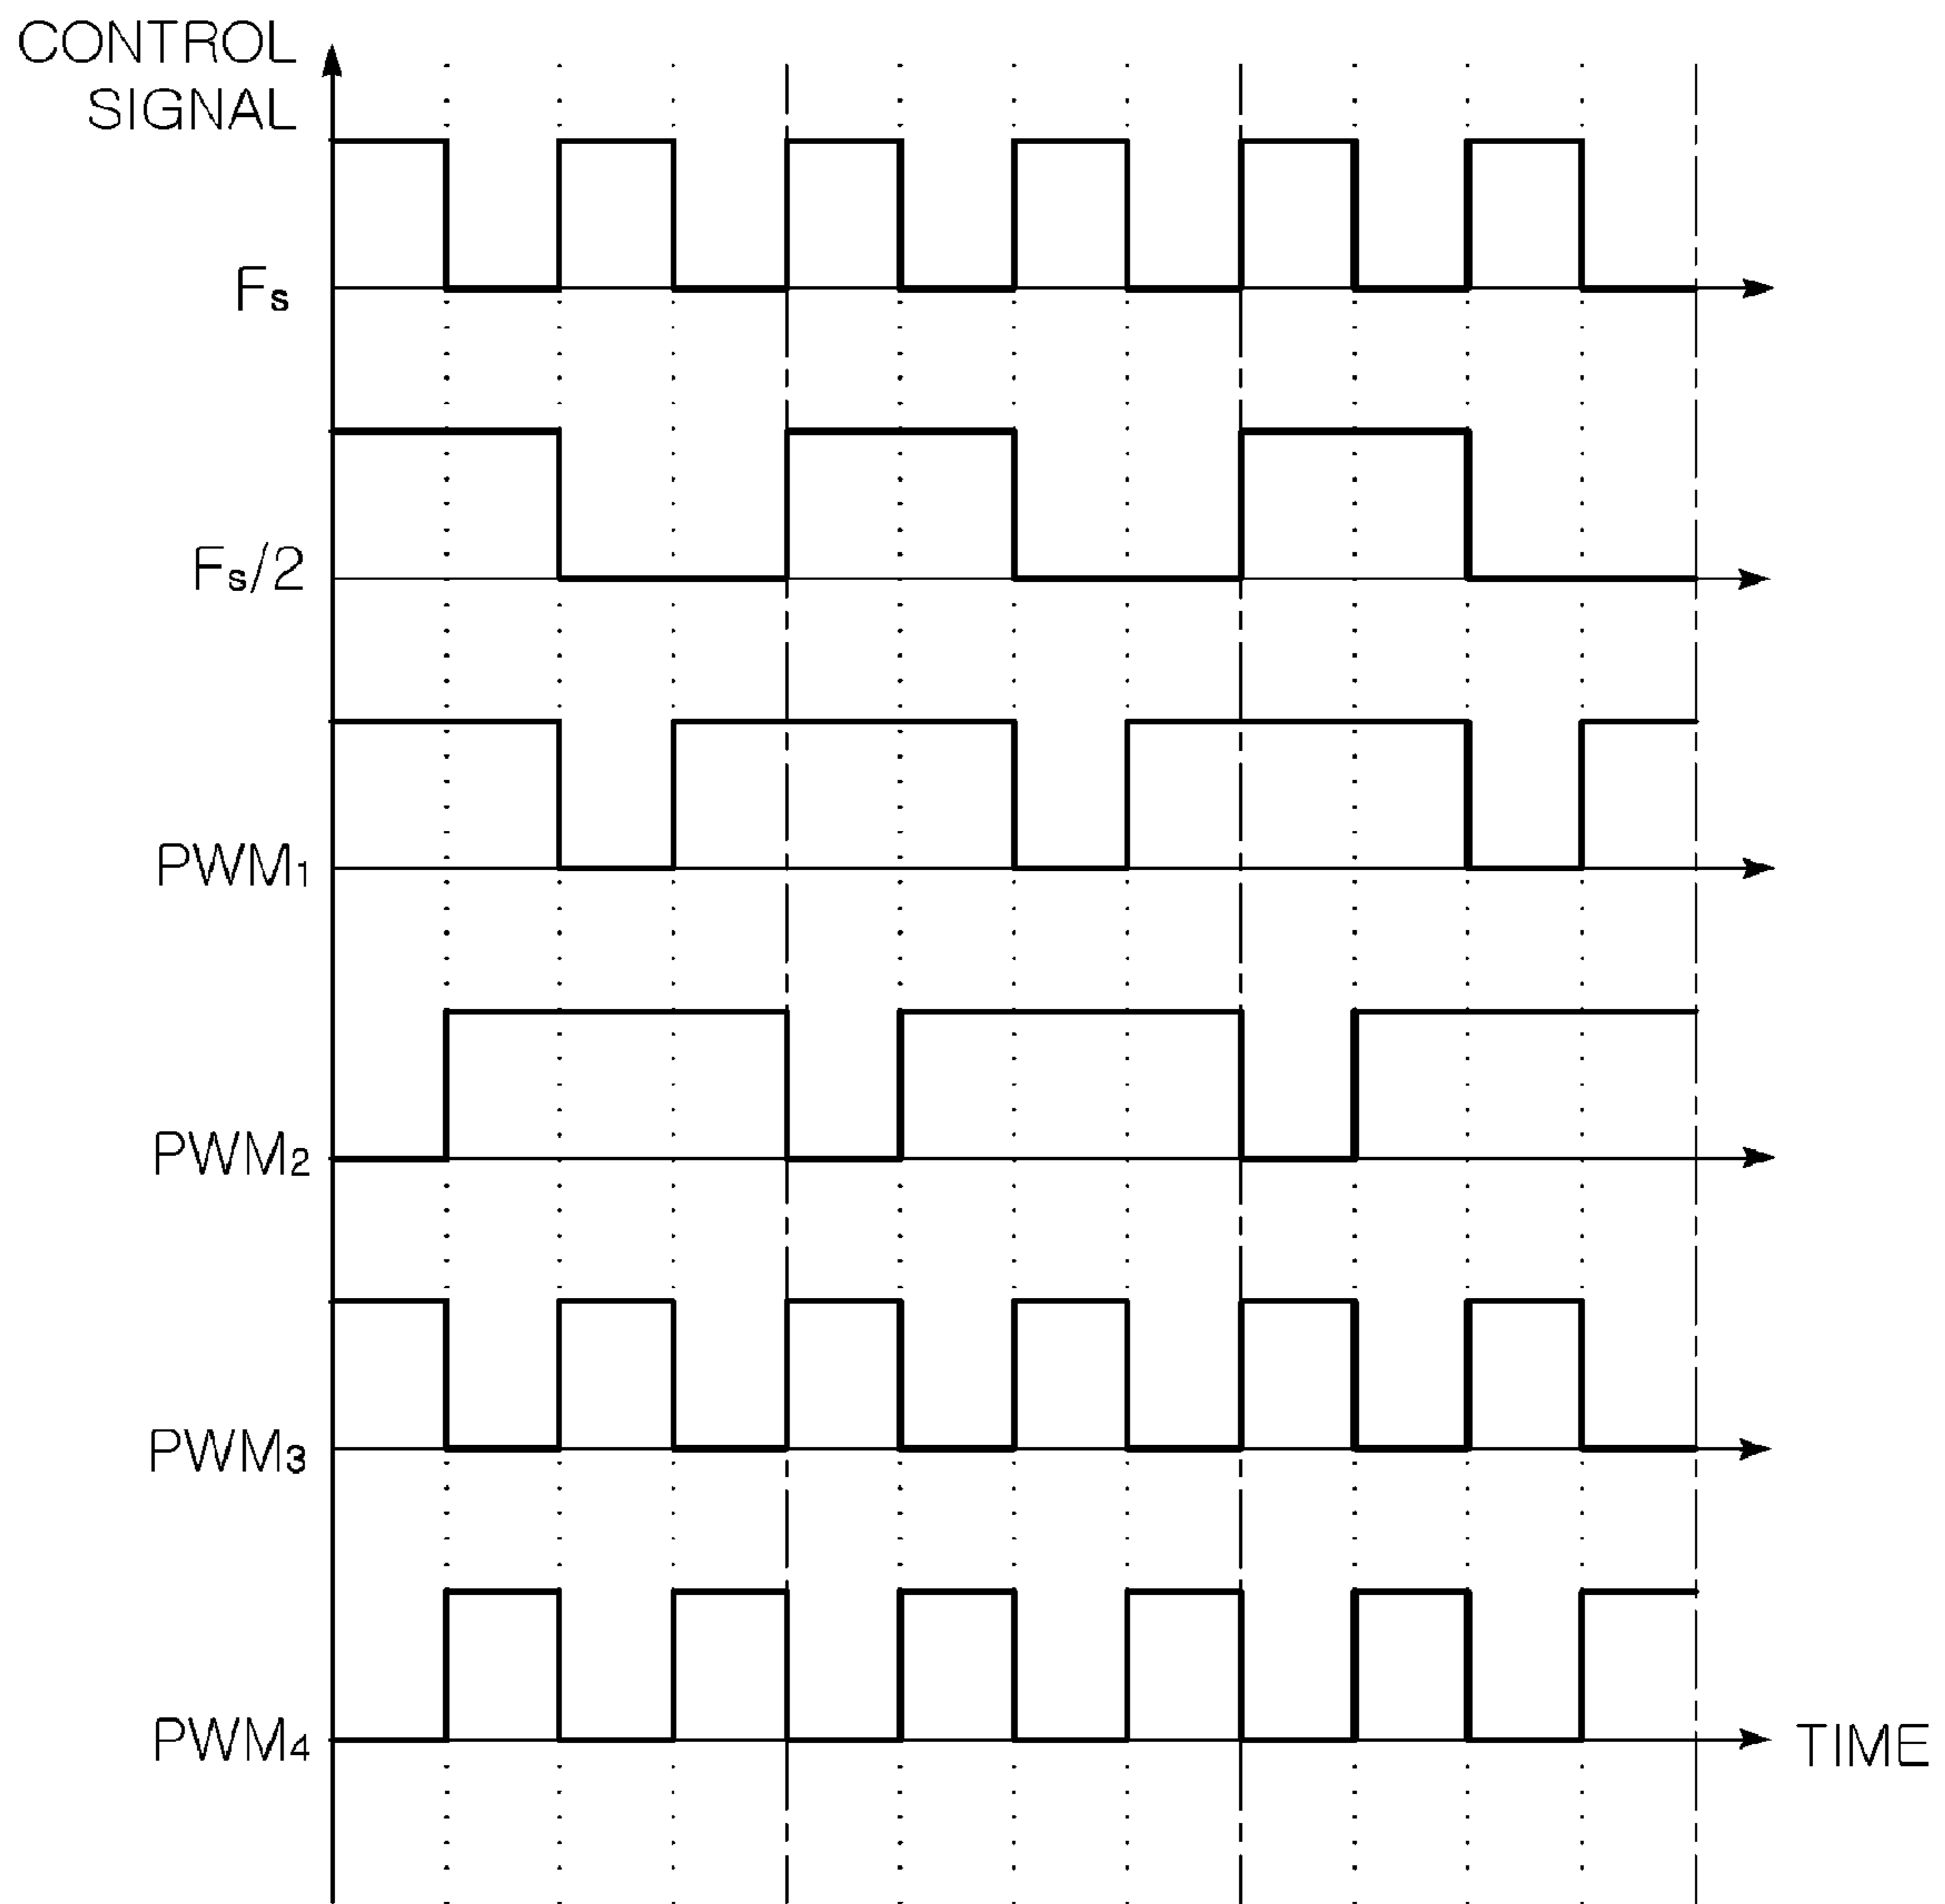 CONTROL
SIGNAL
Fs
Fs/2
PWM1
PWM2
PWM3
PWM4
TIME